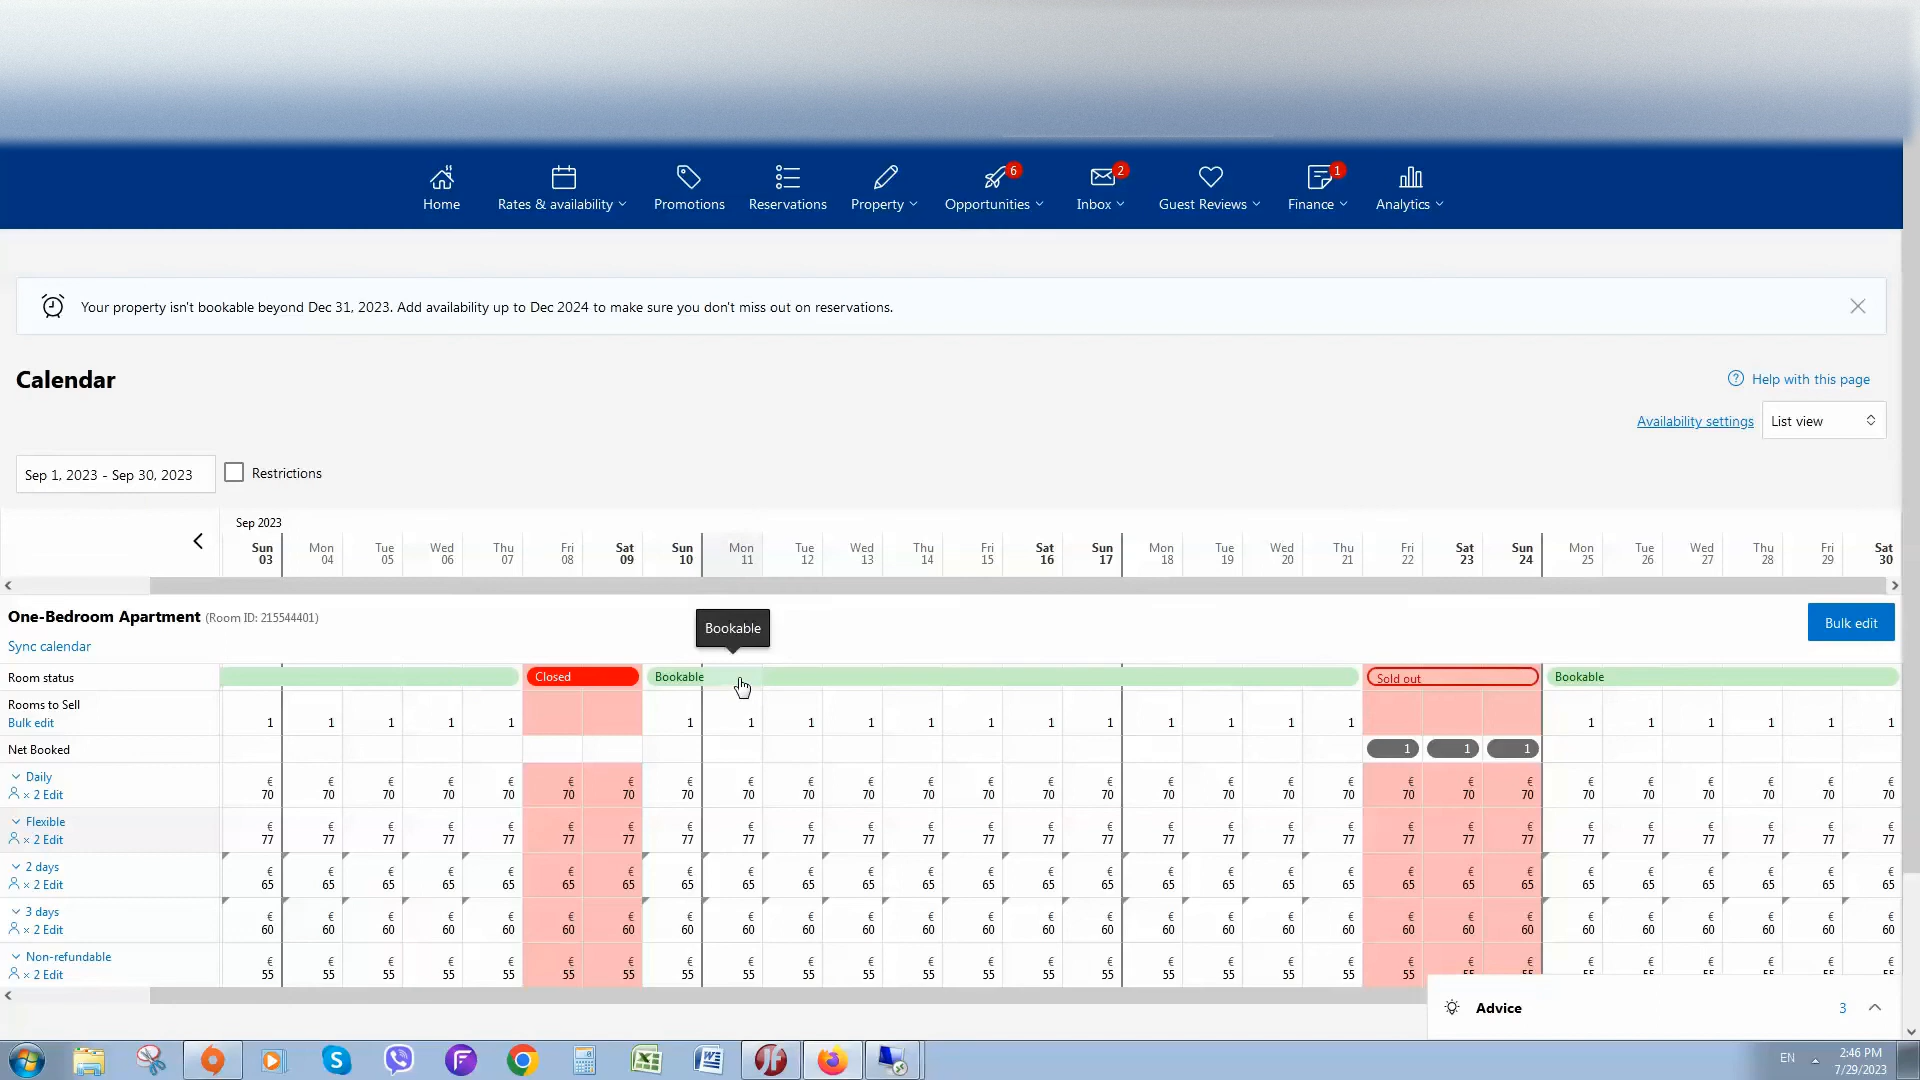 6 2 1
Home Rates & availability Promotions Reservations Property Opportunities Inbox Guest Reviews Finance Analytics
Your property isn't bookable beyond Dec 31, 2023. Add availability up to Dec 2024 to make sure you don't miss out on reservations.
Calendar
Help with this page
Availability settings List view
Sep 1, 2023 - Sep 30, 2023 Restrictions
Sep 2023
Sun Mon Tue Wed Thu Fri Sat Sun Mon Tue Wed Thu Fri Sat Sun Mon Tue Wed Thu Fri Sat Sun Mon Tue Wed Thu Fri Sat
03 04 05 06 07 08 09 10 11 12 13 14 15 16 17 18 19 20 21 22 23 24 25 26 27 28 29 30
One-Bedroom Apartment (Room ID: 215544401)
Bulk edit
Bookable
Sync calendar
Room status Closed Bookable Sold out Bookable
Rooms to Sell
Bulk edit 1 1 1 1 1 1 1 1 1 1 1 1 1 1 1 1 1 1 1 1 1 1 1
Net Booked 1 1 1
Daily € € € € € € € € € € € € € € € € € € € € € € € € € € € €
× 2 Edit 70 70 70 70 70 70 70 70 70 70 70 70 70 70 70 70 70 70 70 70 70 70 70 70 70 70 70 70
Flexible € € € € € € € € € € € € € € € € € € € € € € € € € € € €
× 2 Edit 77 77 77 77 77 77 77 77 77 77 77 77 77 77 77 77 77 77 77 77 77 77 77 77 77 77 77 77
2 days € € € € € € € € € € € € € € € € € € € € € € € € € € € €
× 2 Edit 65 65 65 65 65 65 65 65 65 65 65 65 65 65 65 65 65 65 65 65 65 65 65 65 65 65 65 65
3 days € € € € € € € € € € € € € € € € € € € € € € € € € € € €
× 2 Edit 60 60 60 60 60 60 60 60 60 60 60 60 60 60 60 60 60 60 60 60 60 60 60 60 60 60 60 60
Non-refundable € € € € € € € € € € € € € € € € € € € € € € € € € € € €
× 2 Edit 55 55 55 55 55 55 55 55 55 55 55 55 55 55 55 55 55 55 55 55 55 55 55 55 55 55 55 55
Advice 3
EN 2:46 PM
7/29/2023